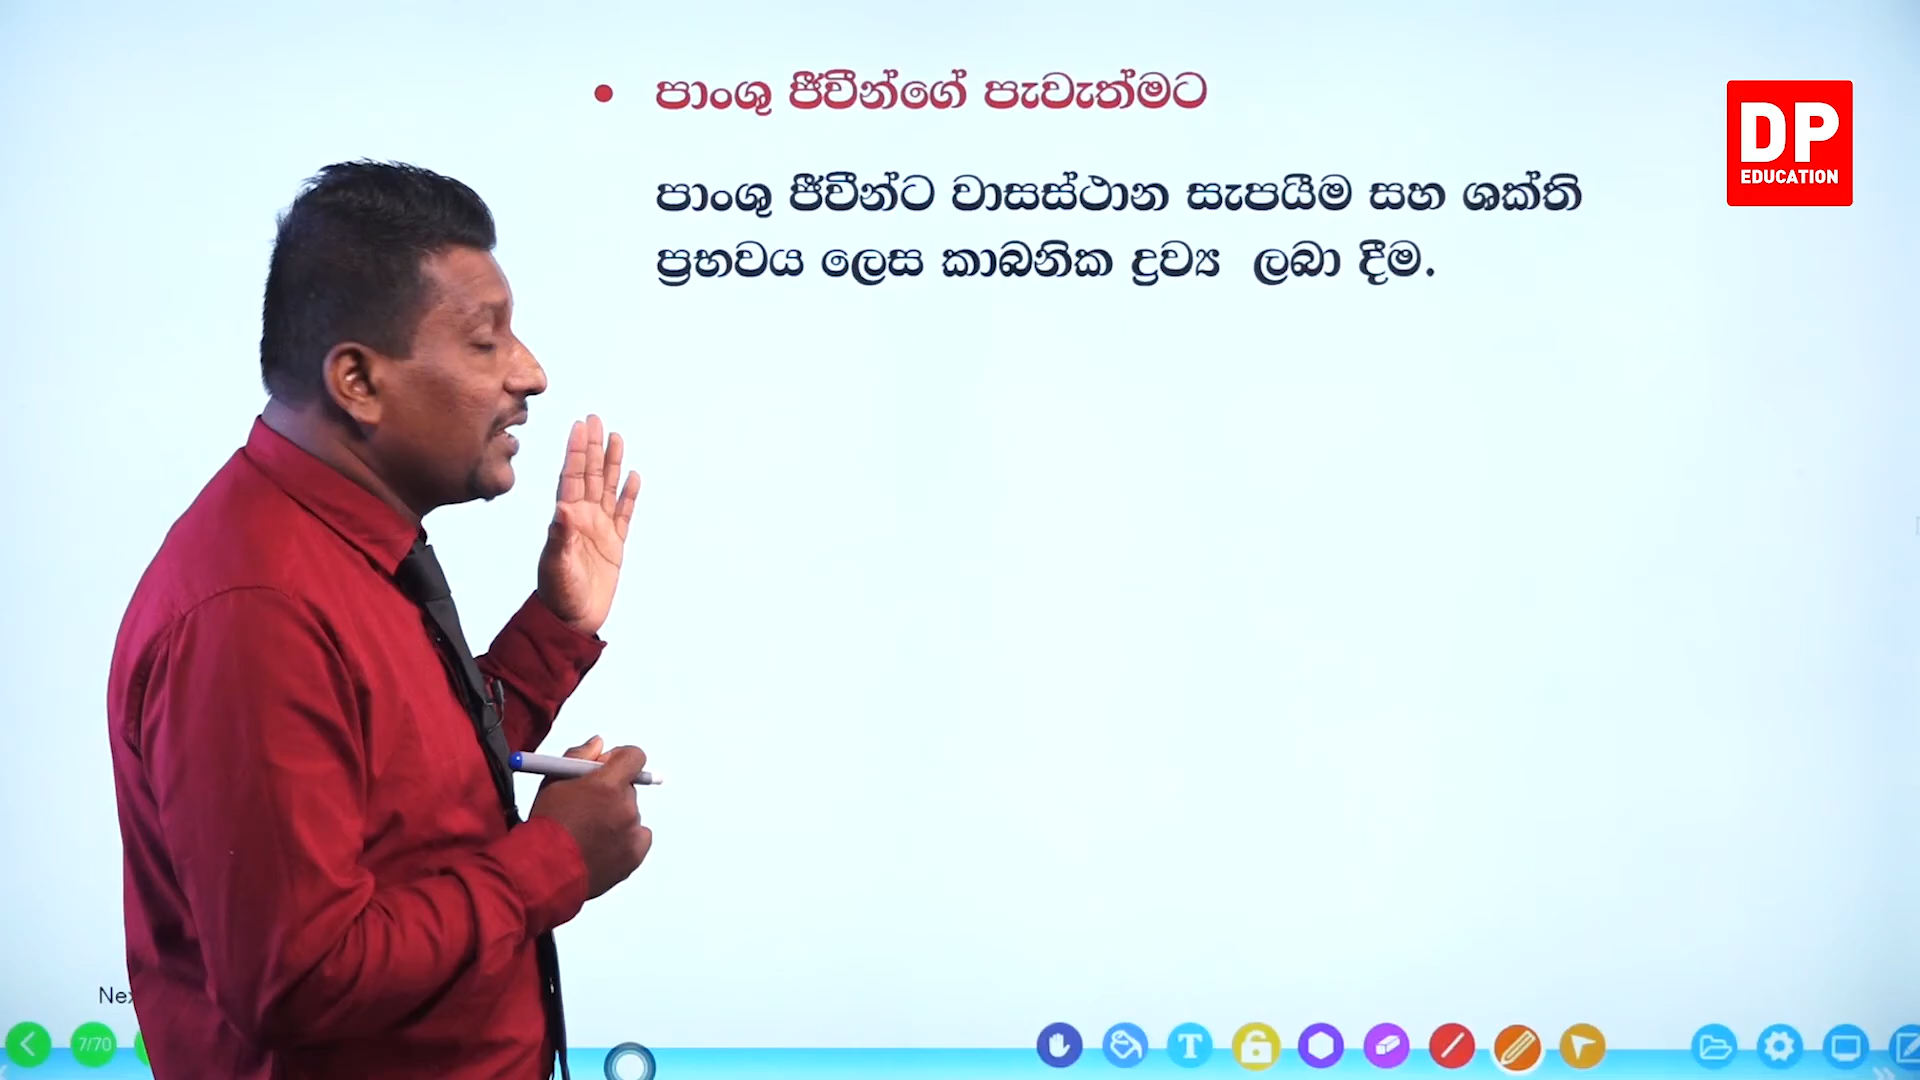 • පාංශු ජීවීන්ගේ පැවැත්මට
DP
EDUCATION
පාංශු ජීවීන්ට වාසස්ථාන සැපයීම සහ ශක්ති
ප්‍රභවය ලෙස කාබනික ද්‍රව්‍ය ලබා දීම.
7/70
T